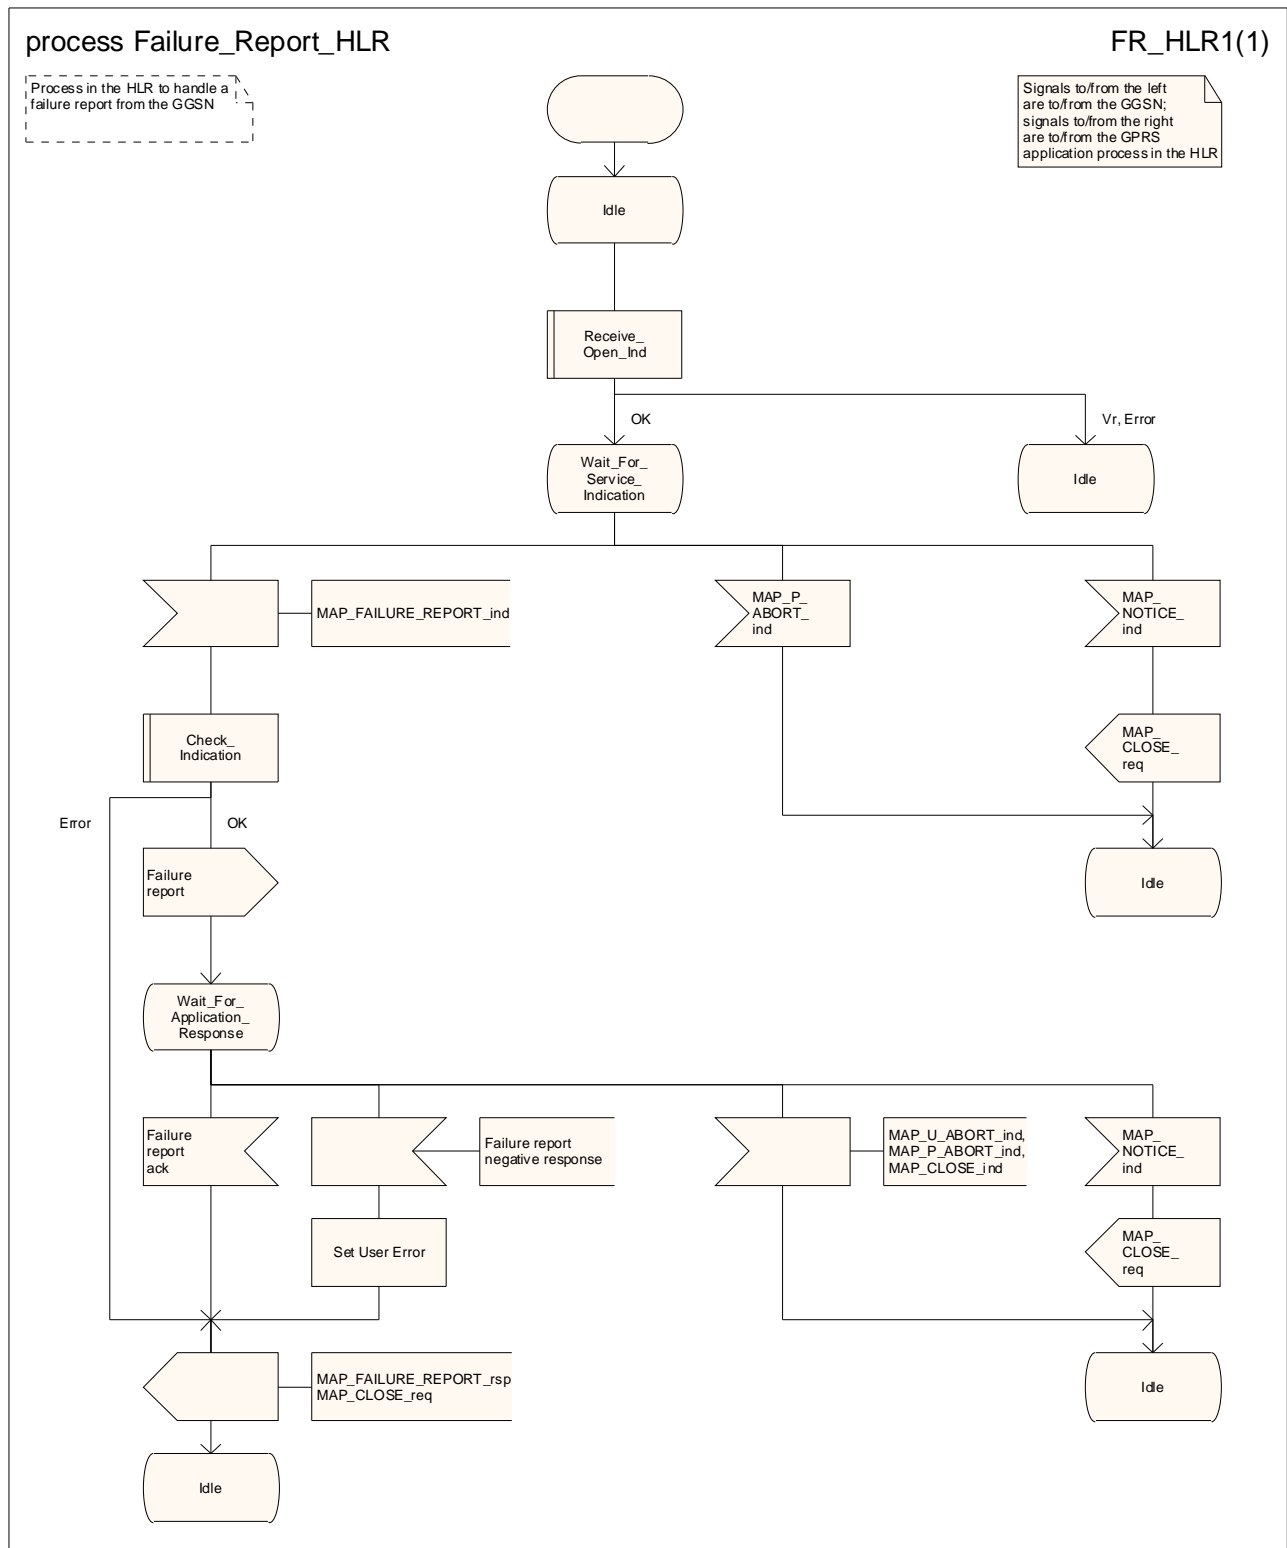 process Failure_Report_HLR
FR_HLR1(1)
Process in the HLR to handle a
failure report from the GGSN
Signals to/from the left
are to/from the GGSN;
signals to/from the right
are to/from the GPRS
application process in the HLR
Idle
Receive_
Open_Ind
OK
Vr, Error
Wait_For_
Service_
Indication
Idle
MAP_FAILURE_REPORT_ind
MAP_P_
ABORT_
ind
MAP_
NOTICE_
ind
Check_
Indication
MAP_
CLOSE_
req
Error
OK
Failure
report
Idle
Wait_For_
Application_
Response
Failure
report
ack
Failure report
negative response
MAP_U_ABORT_ind,
MAP_P_ABORT_ind,
MAP_CLOSE_ind
MAP_
NOTICE_
ind
Set User Error
MAP_
CLOSE_
req
MAP_FAILURE_REPORT_rsp
MAP_CLOSE_req
Idle
Idle